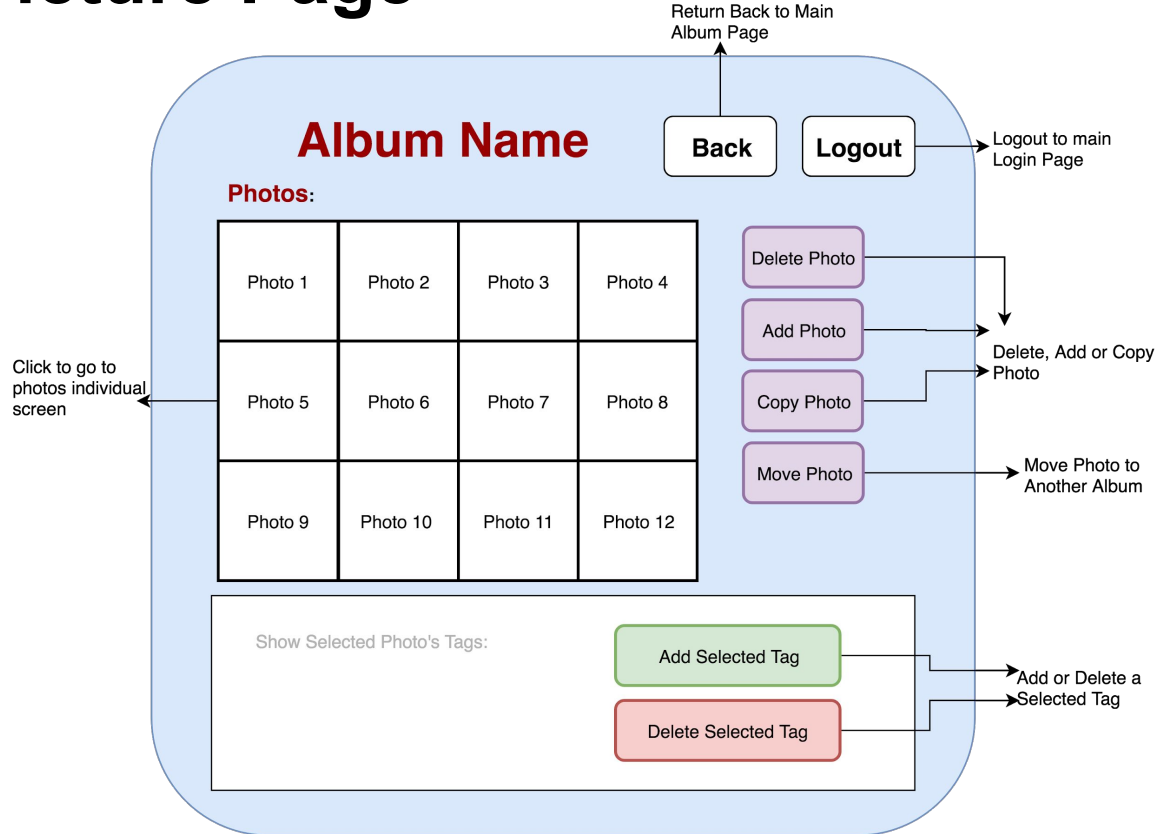 Page
Return Back to Main
Album Page
Album Name
Back
Logout
Logout to main
Login Page
Photos:
Photo 1
Photo 2
Photo 3
Photo 4
Delete Photo
Add Photo
Delete, Add or Copy
Photo
Click to go to
photos individual
screen
Photo 5
Photo 6
Photo 7
Photo 8
Copy Photo
Move Photo
Move Photo to
Another Album
Photo 9
Photo 10
Photo 11
Photo 12
Show Selected Photo's Tags:
Add Selected Tag
Delete Selected Tag
Add or Delete a
Selected Tag